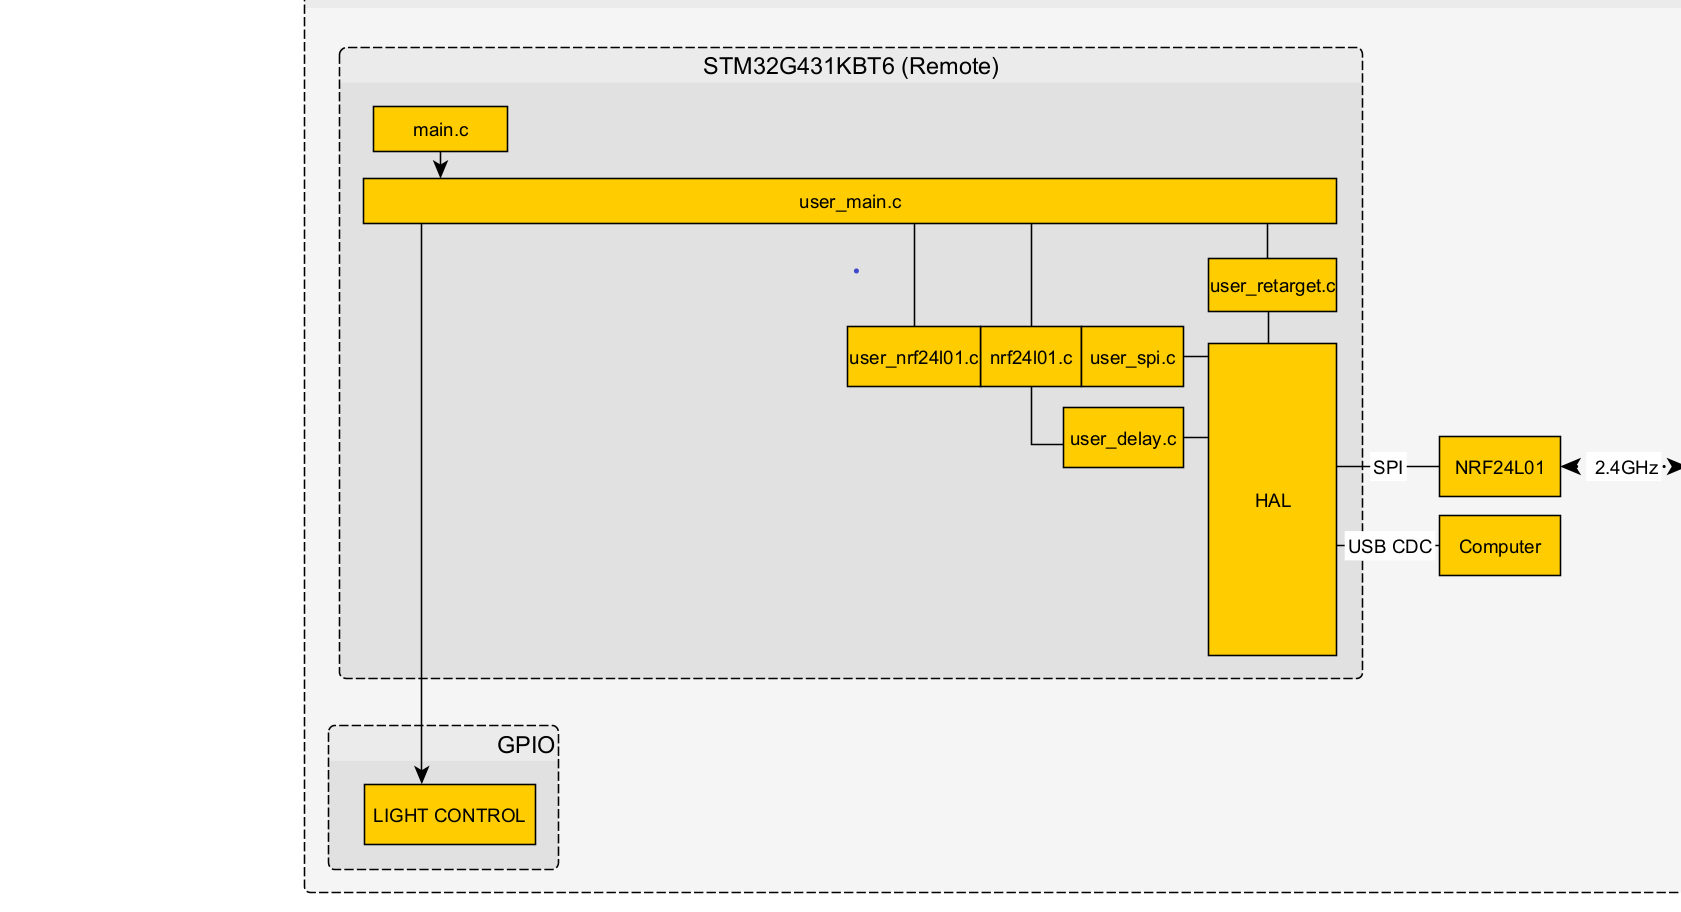 STM32G431KBT6 (Remote)
main.c
user_main.c
user_retarget.c
user_nrf24l01.c
nrf24l01.c
user_spi.c
user_delay.c
HAL
SPI
NRF24L01
2.4GHz
USB CDC
Computer
GPIO
LIGHT CONTROL